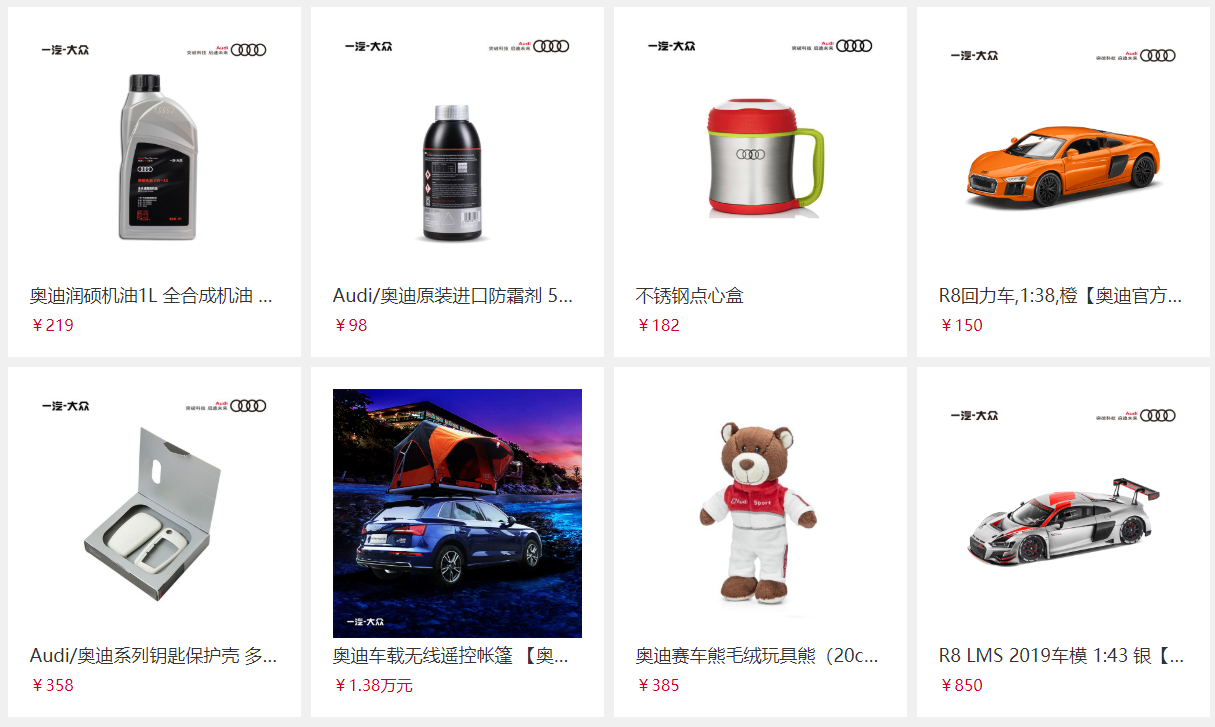 一汽-大众
Audi
突破科技 启迪未来
一汽-大众
Audi
突破科技 启迪未来
一汽-大众
Audi
突破科技 启迪未来
一汽-大众
Audi
突破科技 启迪未来
奥迪润硕机油1L 全合成机油 ...
￥219
Audi/奥迪原装进口防霜剂 5...
￥98
不锈钢点心盒
￥182
R8回力车,1:38,橙【奥迪官方...
￥150
一汽-大众
Audi
突破科技 启迪未来
一汽-大众
Audi Sport
一汽-大众
Audi
突破科技 启迪未来
Audi/奥迪系列钥匙保护壳 多...
￥358
奥迪车载无线遥控帐篷 【奥...
￥1.38万元
奥迪赛车熊毛绒玩具熊（20c...
￥385
R8 LMS 2019车模 1:43 银【...
￥850